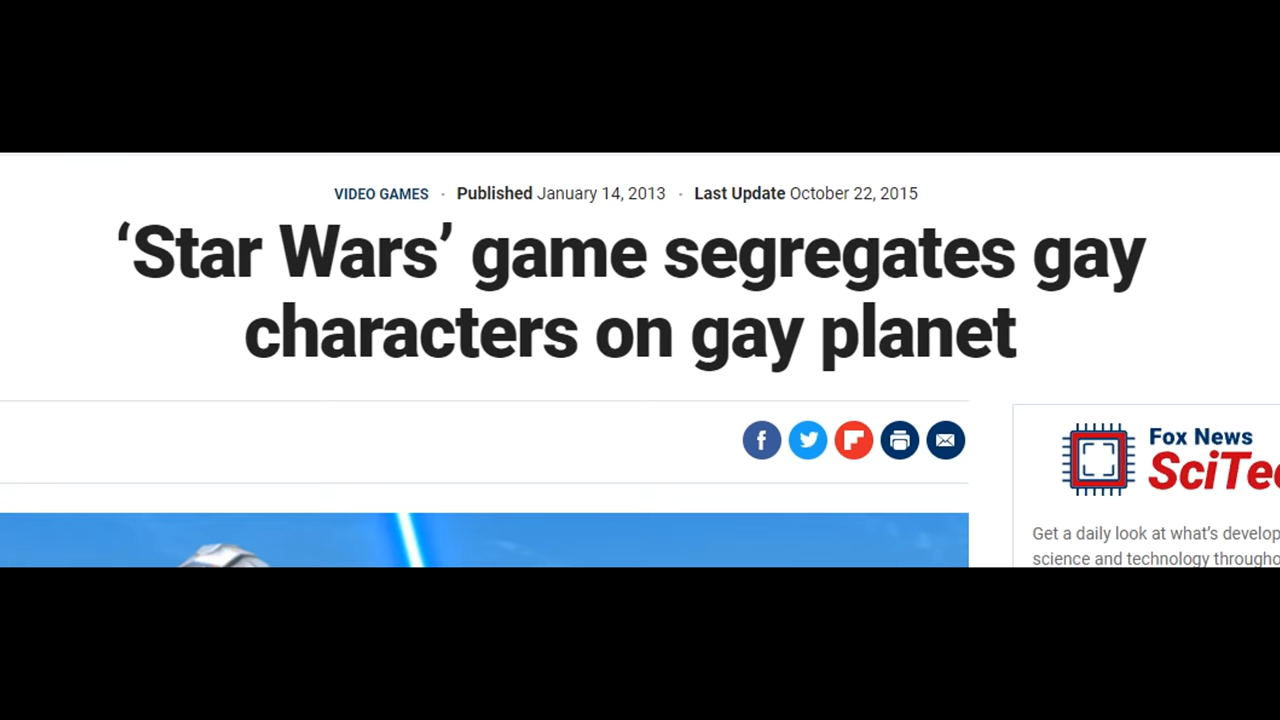 VIDEO GAMES · Published January 14, 2013 · Last Update October 22, 2015
‘Star Wars’ game segregates gay
characters on gay planet
f
Fox News
SciTe
Get a daily look at what’s develop
science and technology througho